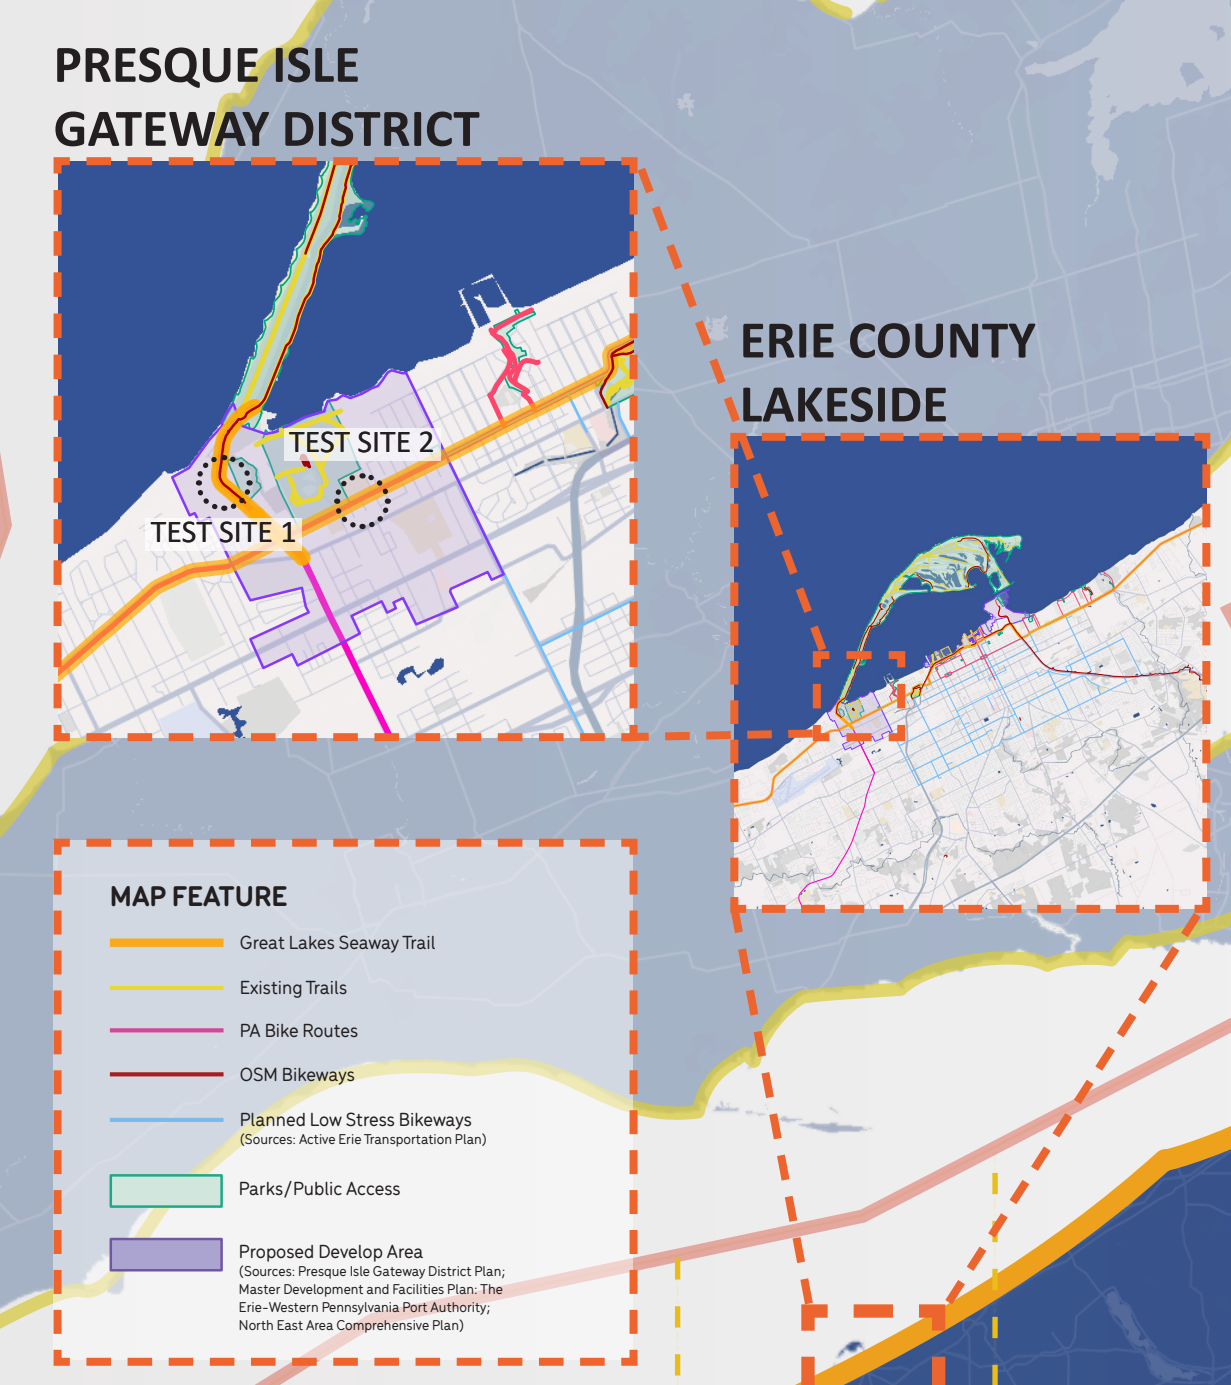 PRESQUE ISLE
GATEWAY DISTRICT
TEST SITE 2
TEST SITE 1
ERIE COUNTY
LAKESIDE
MAP FEATURE
Great Lakes Seaway Trail
Existing Trails
PA Bike Routes
OSM Bikeways
Planned Low Stress Bikeways
(Sources: Active Erie Transportation Plan)
Parks/Public Access
Proposed Develop Area
(Sources: Presque Isle Gateway District Plan;
Master Development and Facilities Plan: The
Erie-Western Pennsylvania Port Authority;
North East Area Comprehensive Plan)